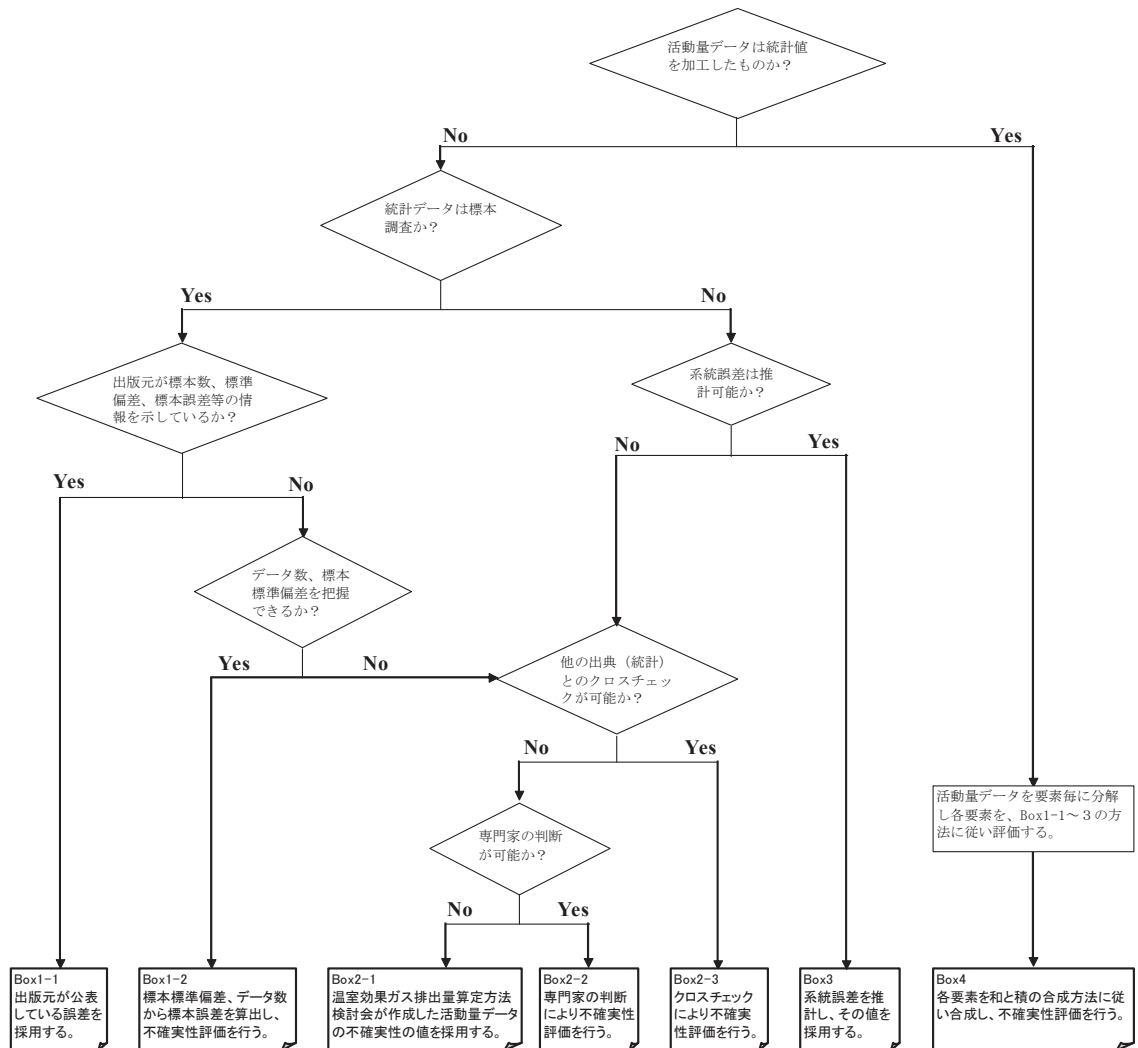 活動量データは統計値
を加工したものか？
No
Yes
統計データは標本
調査か？
Yes
No
出版元が標本数、標準
偏差、標本誤差等の情
報を示しているか？
系統誤差は推
計可能か？
No
Yes
Yes
No
データ数、標本
標準偏差を把握
できるか？
他の出典（統計）
とのクロスチェッ
クが可能か？
Yes
No
No
Yes
活動量データを要素毎に分解
し各要素を、Box1-1～３の方
法に従い評価する。
専門家の判断
が可能か？
No
Yes
Box1-1
出版元が公表
している誤差を
採用する。
Box1-2
標本標準偏差、データ数
から標本誤差を算出し、
不確実性評価を行う。
Box2-1
温室効果ガス排出量算定方法
検討会が作成した活動量データ
の不確実性の値を採用する。
Box2-2
専門家の判断
により不確実性
評価を行う。
Box2-3
クロスチェック
により不確実
性評価を行う。
Box3
系統誤差を推
計し、その値を
採用する。
Box4
各要素を和と積の合成方法に従
い合成し、不確実性評価を行う。